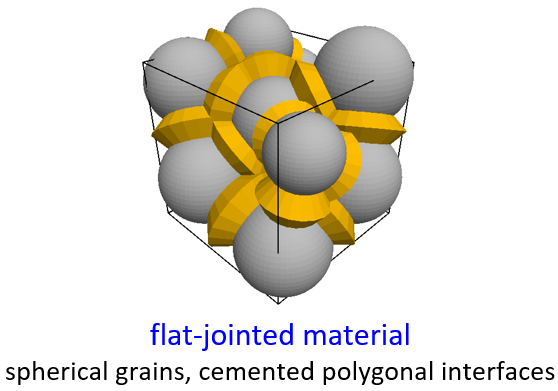 flat-jointed material
spherical grains, cemented polygonal interfaces